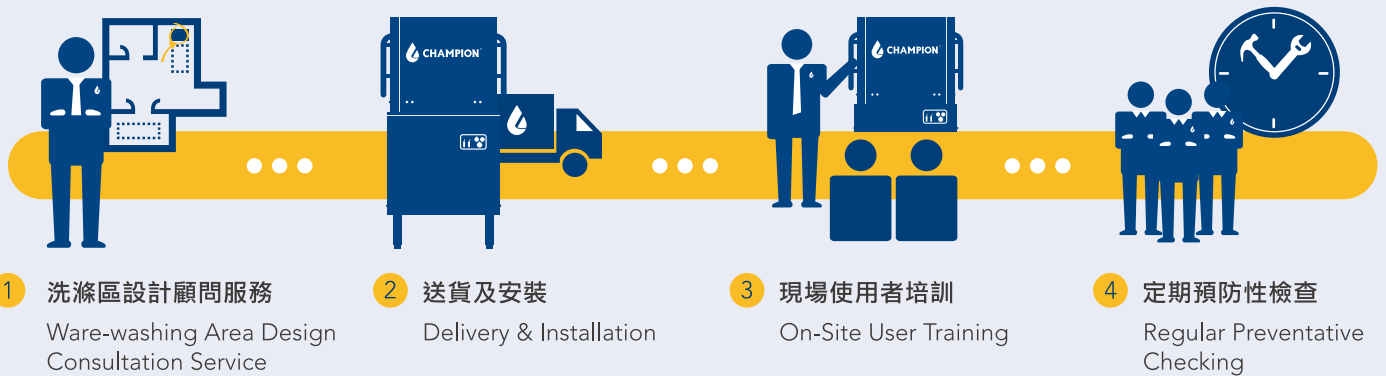 CHAMPION
CHAMPION
1 洗滌區設計顧問服務
Ware-washing Area Design
Consultation Service
2 送貨及安裝
Delivery & Installation
3 現場使用者培訓
On-Site User Training
4 定期預防性檢查
Regular Preventative
Checking